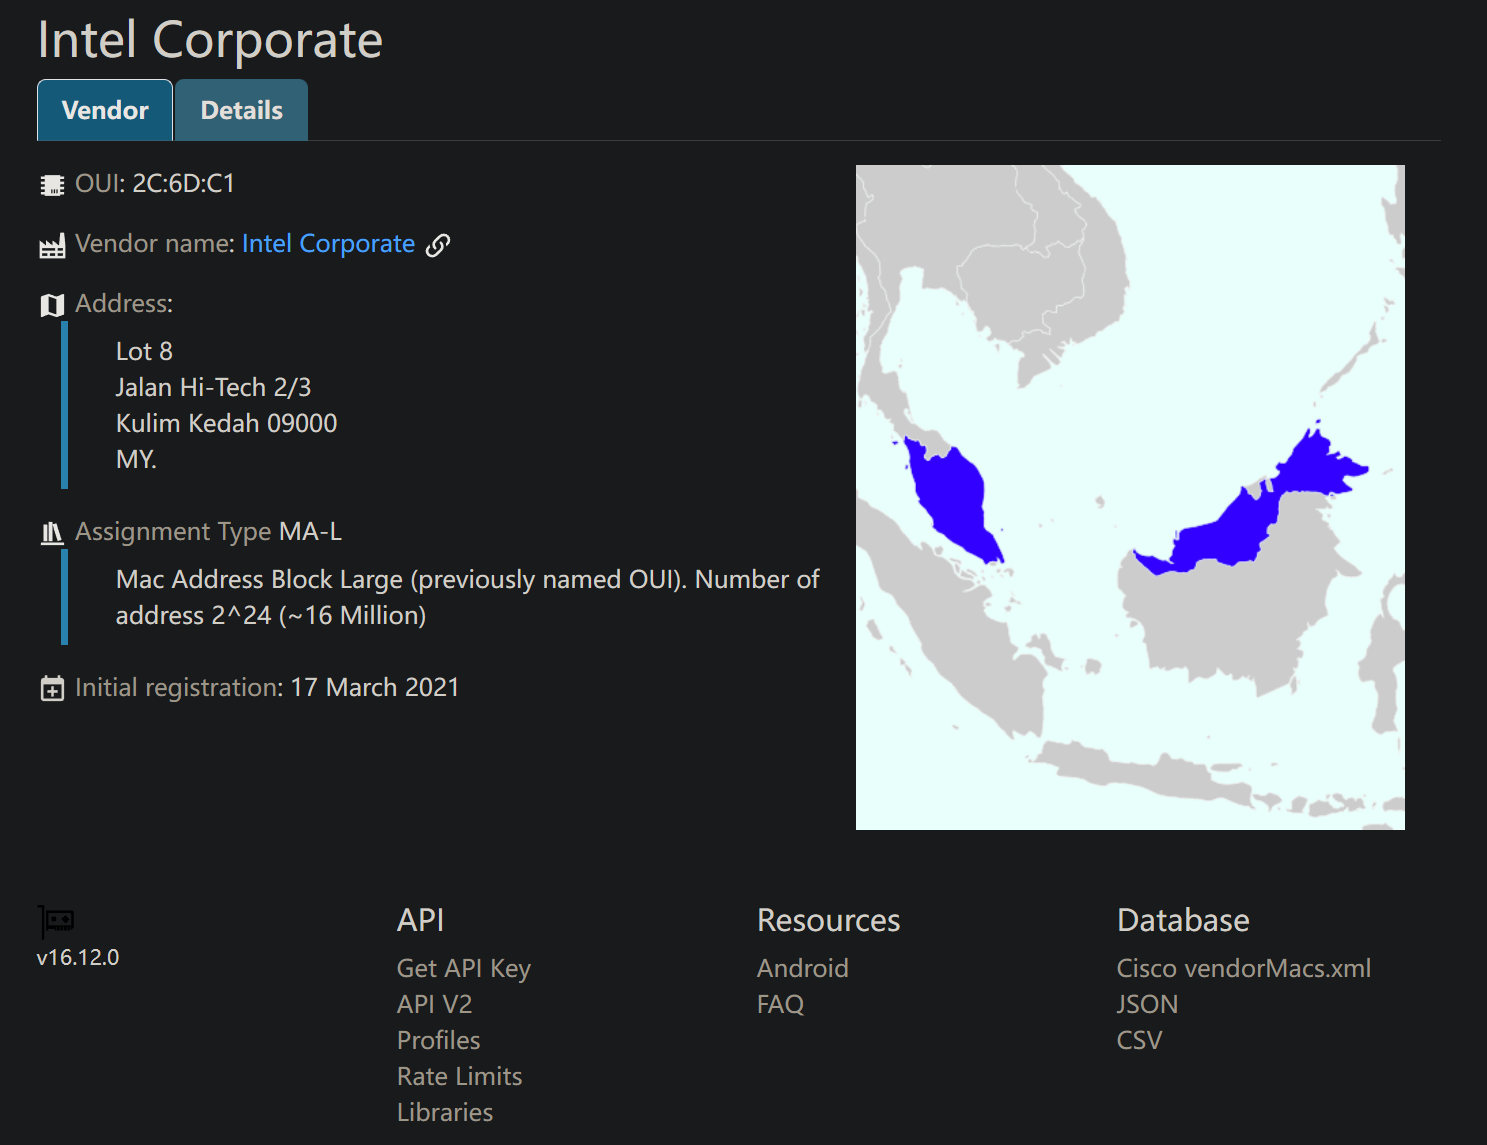 Intel Corporate
Vendor
Details
OUI: 2C:6D:C1
Vendor name: Intel Corporate
Address:
Lot 8
Jalan Hi-Tech 2/3
Kulim Kedah 09000
MY.
Assignment Type MA-L
Mac Address Block Large (previously named OUI). Number of
address 2^24 (~16 Million)
Initial registration: 17 March 2021
v16.12.0
API
Get API Key
API V2
Profiles
Rate Limits
Libraries
Resources
Android
FAQ
Database
Cisco vendorMacs.xml
JSON
CSV